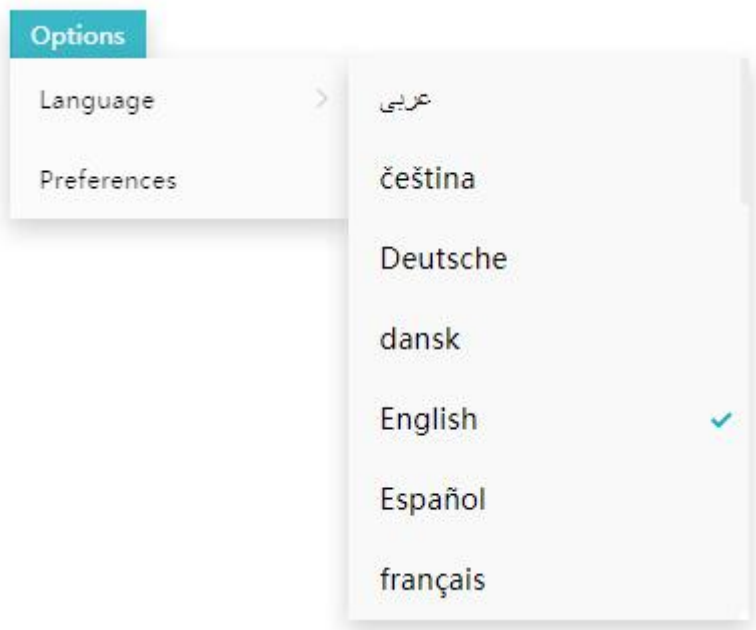 Options
Language
Preferences
عربى
čeština
Deutsche
dansk
English
Español
français